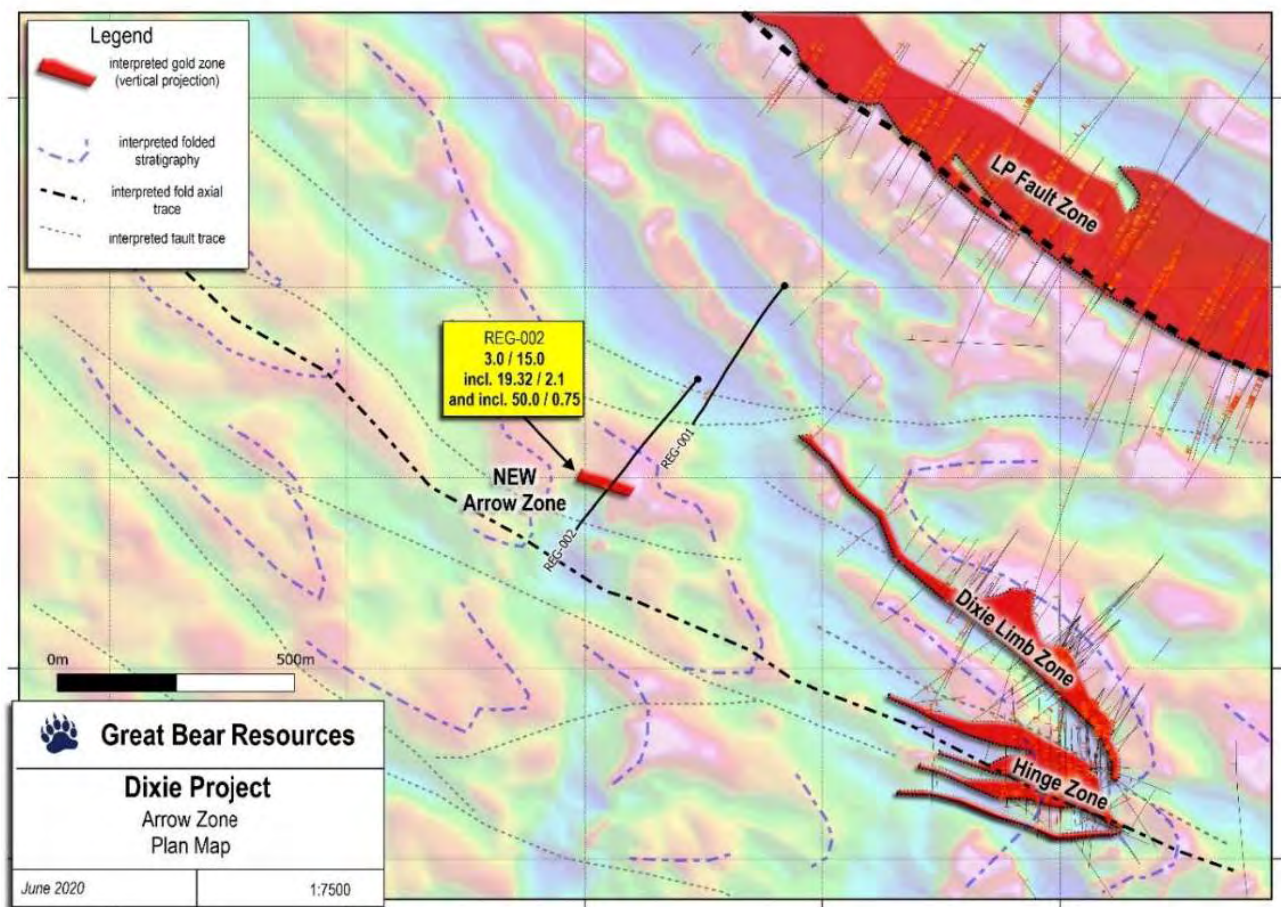 Legend
interpreted gold zone
(vertical projection)
interpreted folded
stratigraphy
interpreted fold axial
trace
interpreted fault trace
LP Fault Zone
REG-002
3.0 / 15.0
incl. 19.32 / 2.1
and incl. 50.0 / 0.75
REG-001
NEW
Arrow Zone
REG-002
Dixie Limb Zone
Hinge Zone
0m 500m
Great Bear Resources
Dixie Project
Arrow Zone
Plan Map
June 2020 1:7500